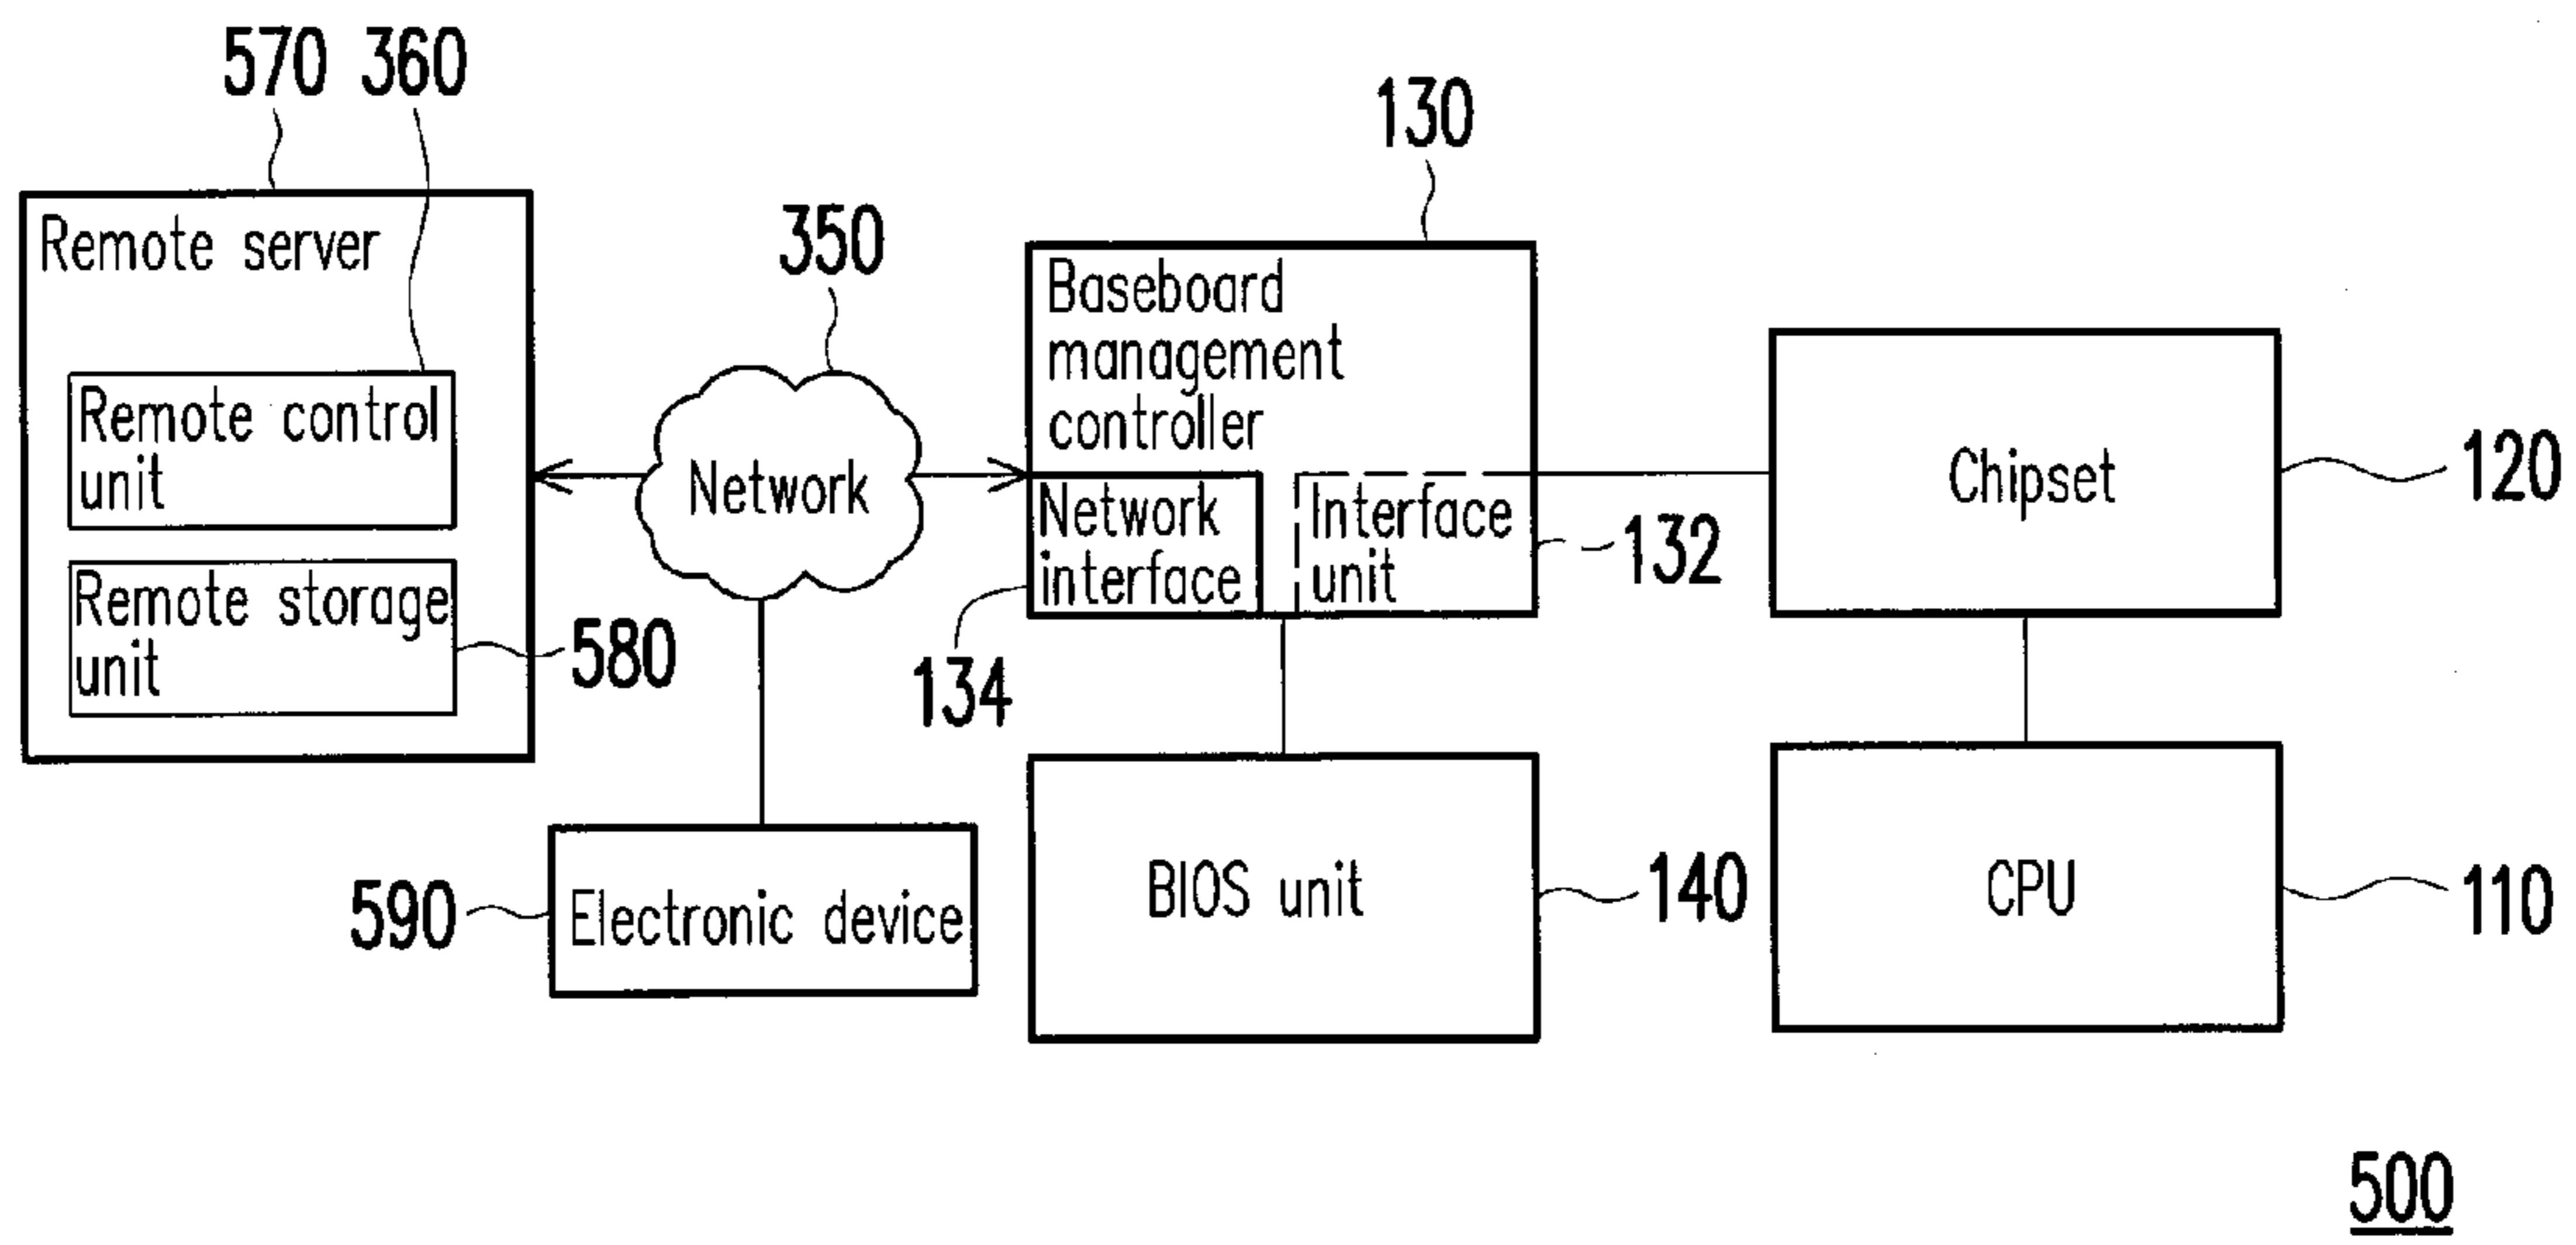 570 360
130
Remote server
350
Baseboard
management
controller
Remote control
unit
Network
Chipset
120
Network
interface
Interface
unit
132
Remote storage
unit
580
134
590
Electronic device
BIOS unit
140
CPU
110
500